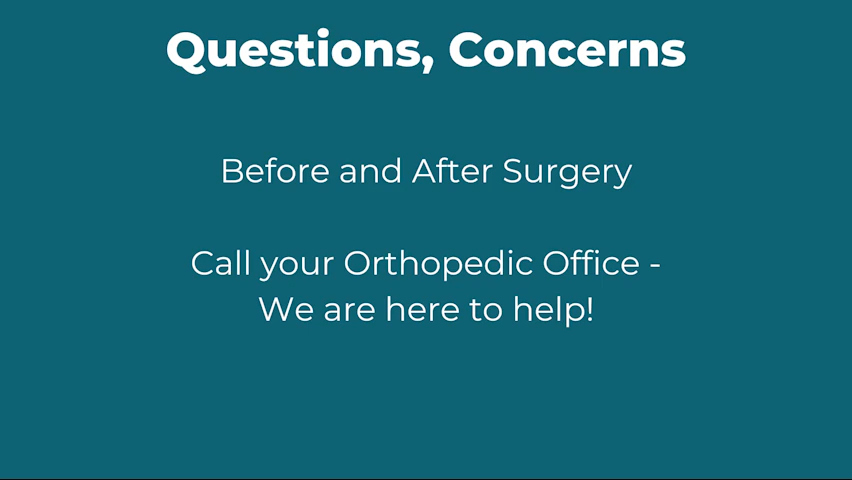 Questions, Concerns
Before and After Surgery
Call your Orthopedic Office -
We are here to help!